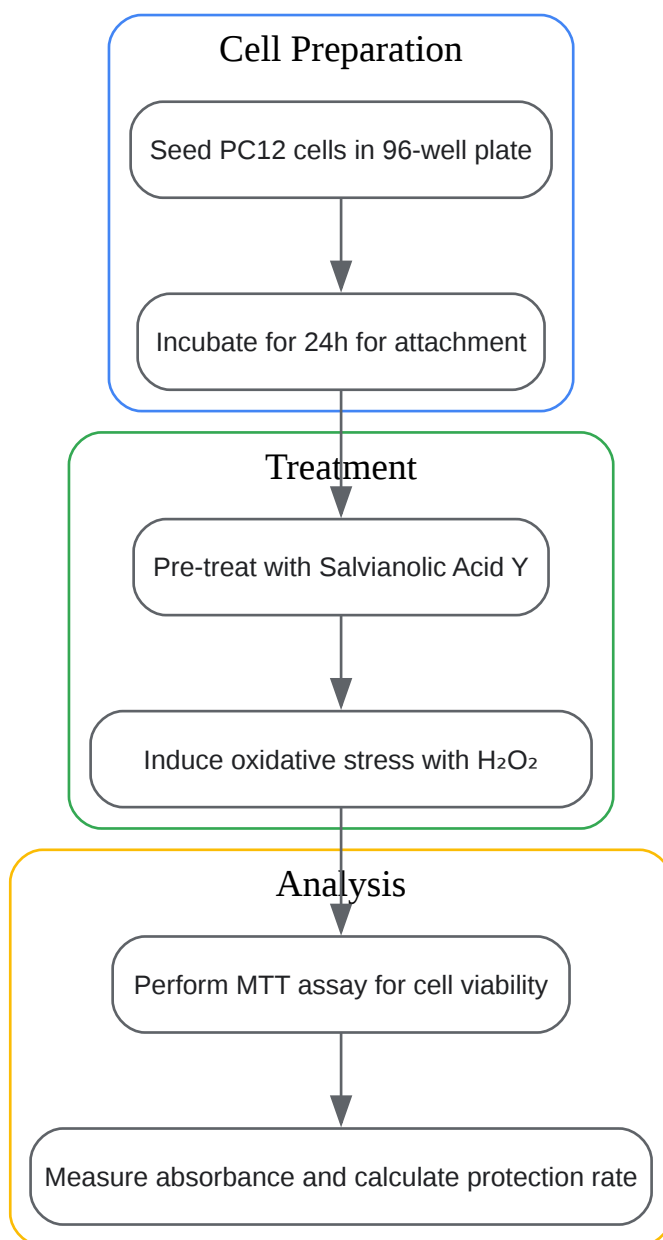 Cell Preparation
Seed PC12 cells in 96-well plate
Incubate for 24h for attachment
Treatment
Pre-treat with Salvianolic Acid Y
Induce oxidative stress with H₂O₂
Analysis
Perform MTT assay for cell viability
Measure absorbance and calculate protection rate